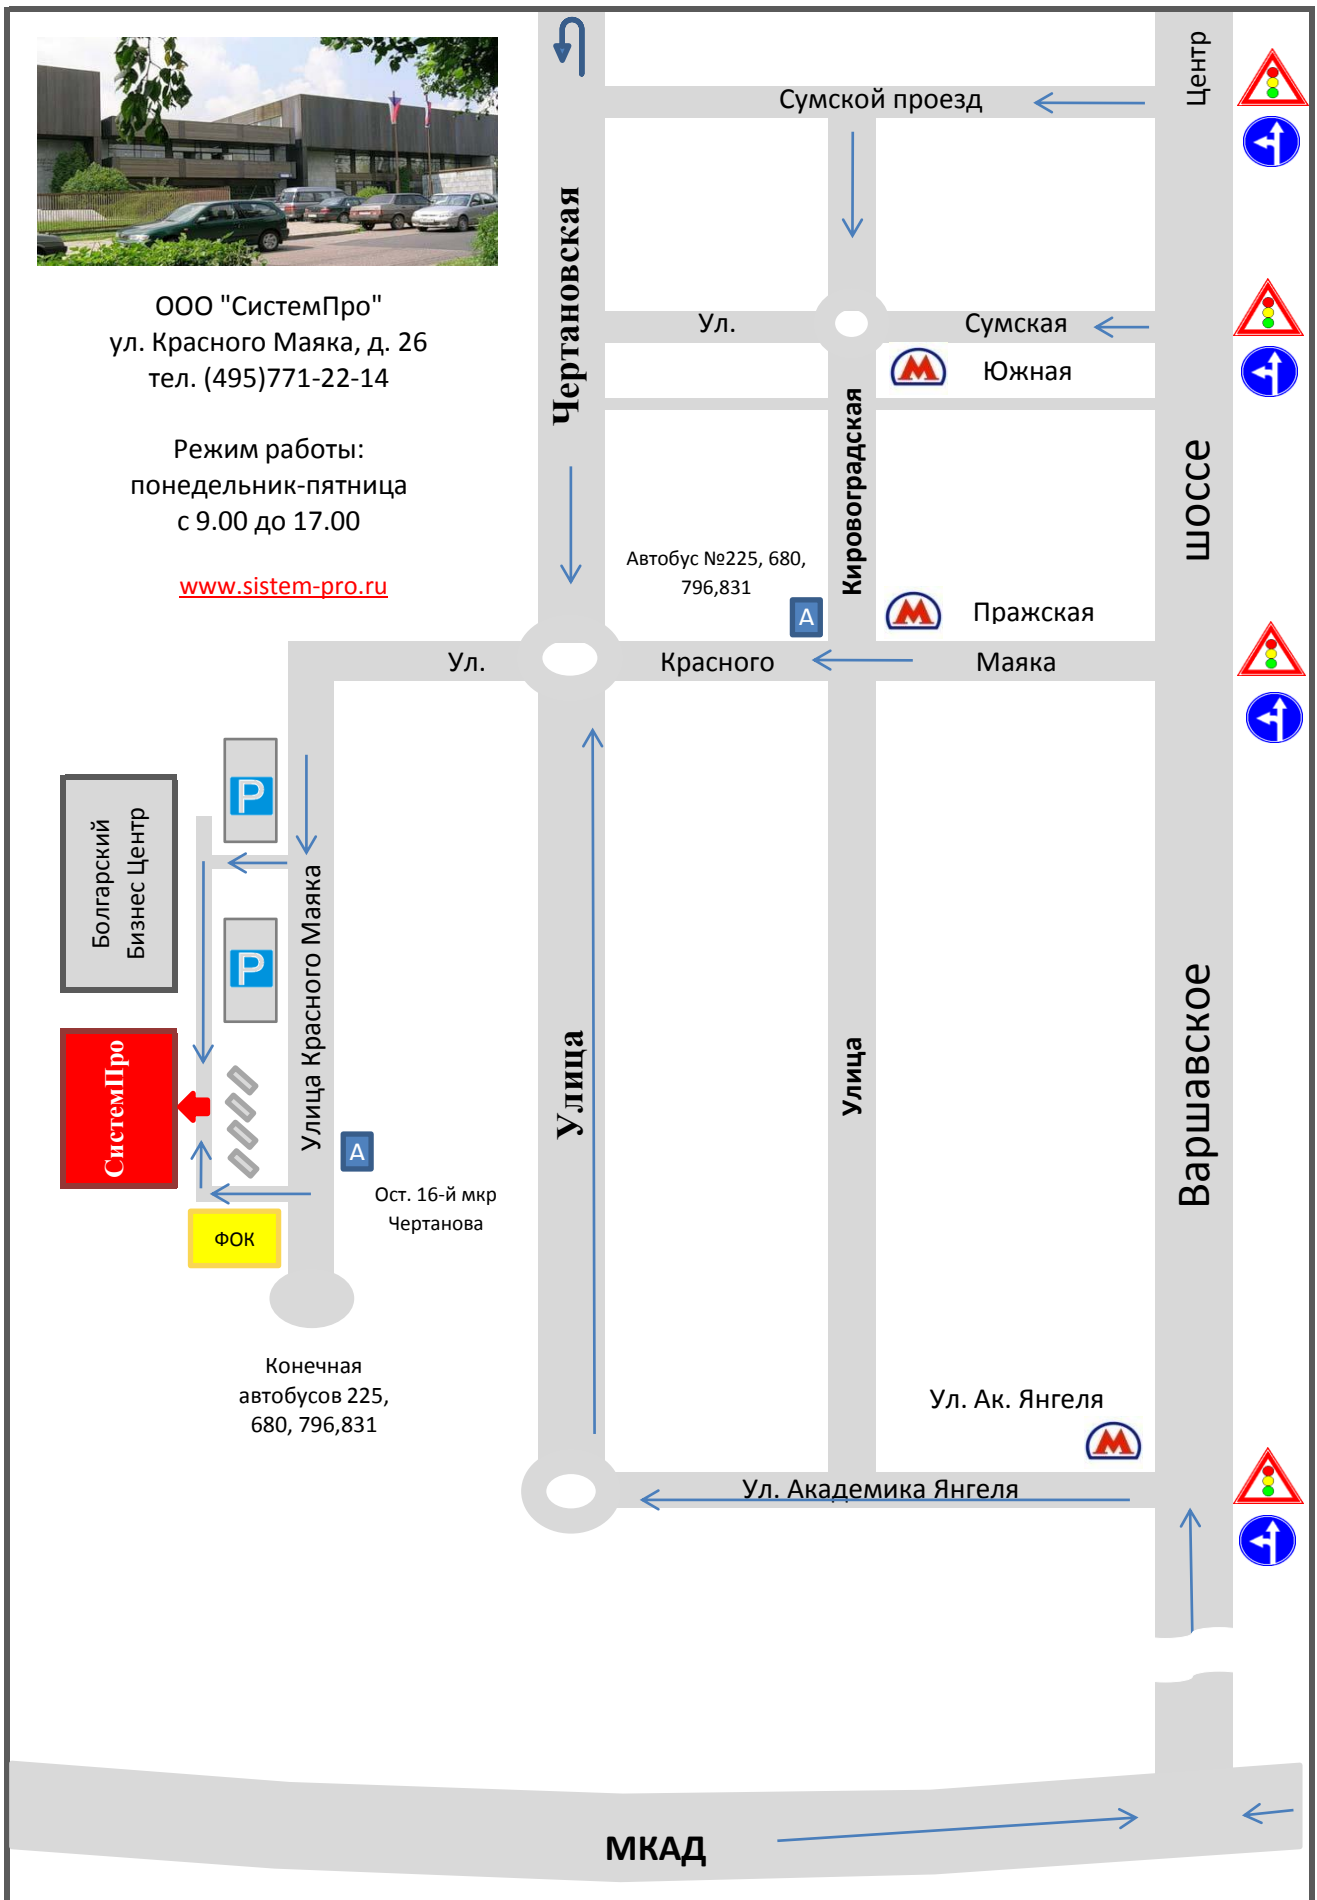 ООО "СистемПро"
ул. Красного Маяка, д. 26
тел. (495)771-22-14
Режим работы:
понедельник-пятница
с 9.00 до 17.00
www.sistem-pro.ru
Центр
Сумской проезд
Чертановская
Ул.
Сумская
М
Южная
Кировоградская
шоссе
Автобус №225, 680,
796,831
А
М
Пражская
Ул.
Красного
Маяка
P
Болгарский
Бизнес Центр
P
Улица Красного Маяка
СистемПро
Улица
Улица
Варшавское
А
Ост. 16-й мкр
Чертанова
ФОК
Конечная
автобусов 225,
680, 796,831
Ул. Ак. Янгеля
М
Ул. Академика Янгеля
МКАД